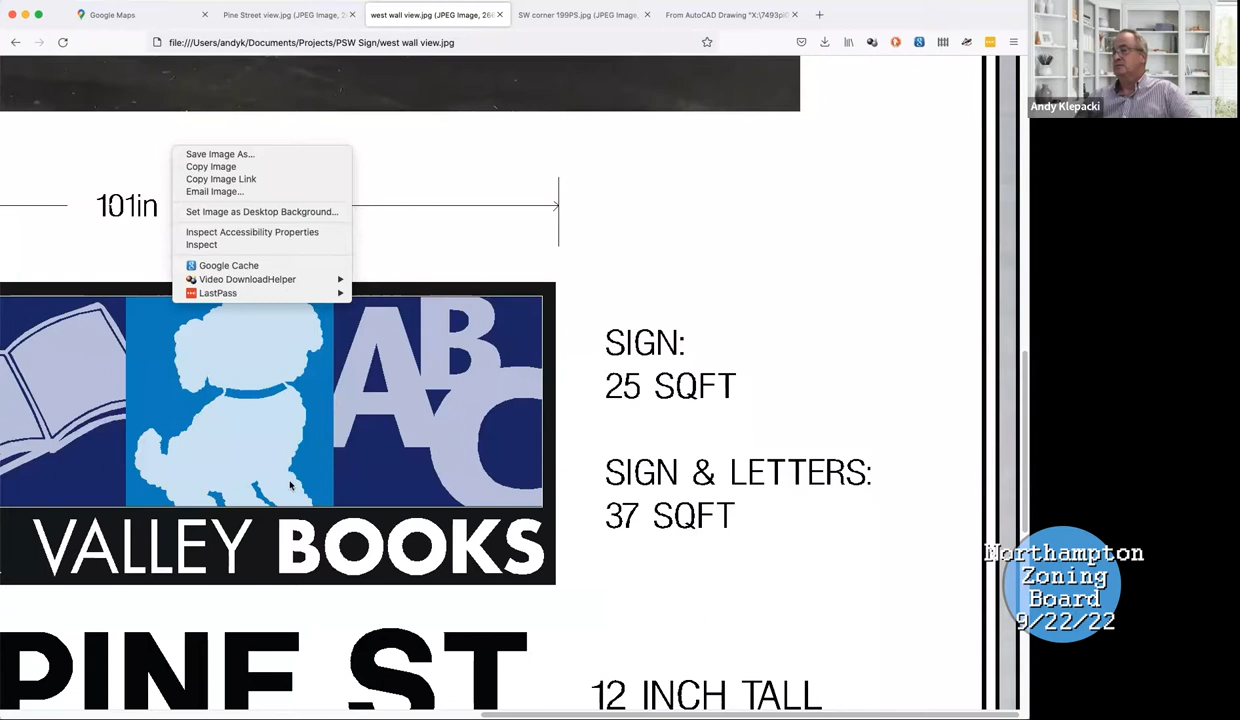 Google Maps
Pine Street view.jpg (JPEG Image, 2
west wall view.jpg (JPEG Image, 266
SW corner 199PS.jpg (JPEG Image,
From AutoCAD Drawing "X:\7493pl
file:///Users/andyk/Documents/Projects/PSW Sign/west wall view.jpg
Andy Klepacki
Save Image As...
Copy Image
Copy Image Link
Email Image...
Set Image as Desktop Background...
Inspect Accessibility Properties
Inspect
Google Cache
Video DownloadHelper
LastPass
101in
ABC
VALLEY BOOKS
SIGN:
25 SQFT
SIGN & LETTERS:
37 SQFT
PINE ST
12 INCH TALL
Northampton
Zoning
Board
9/22/22